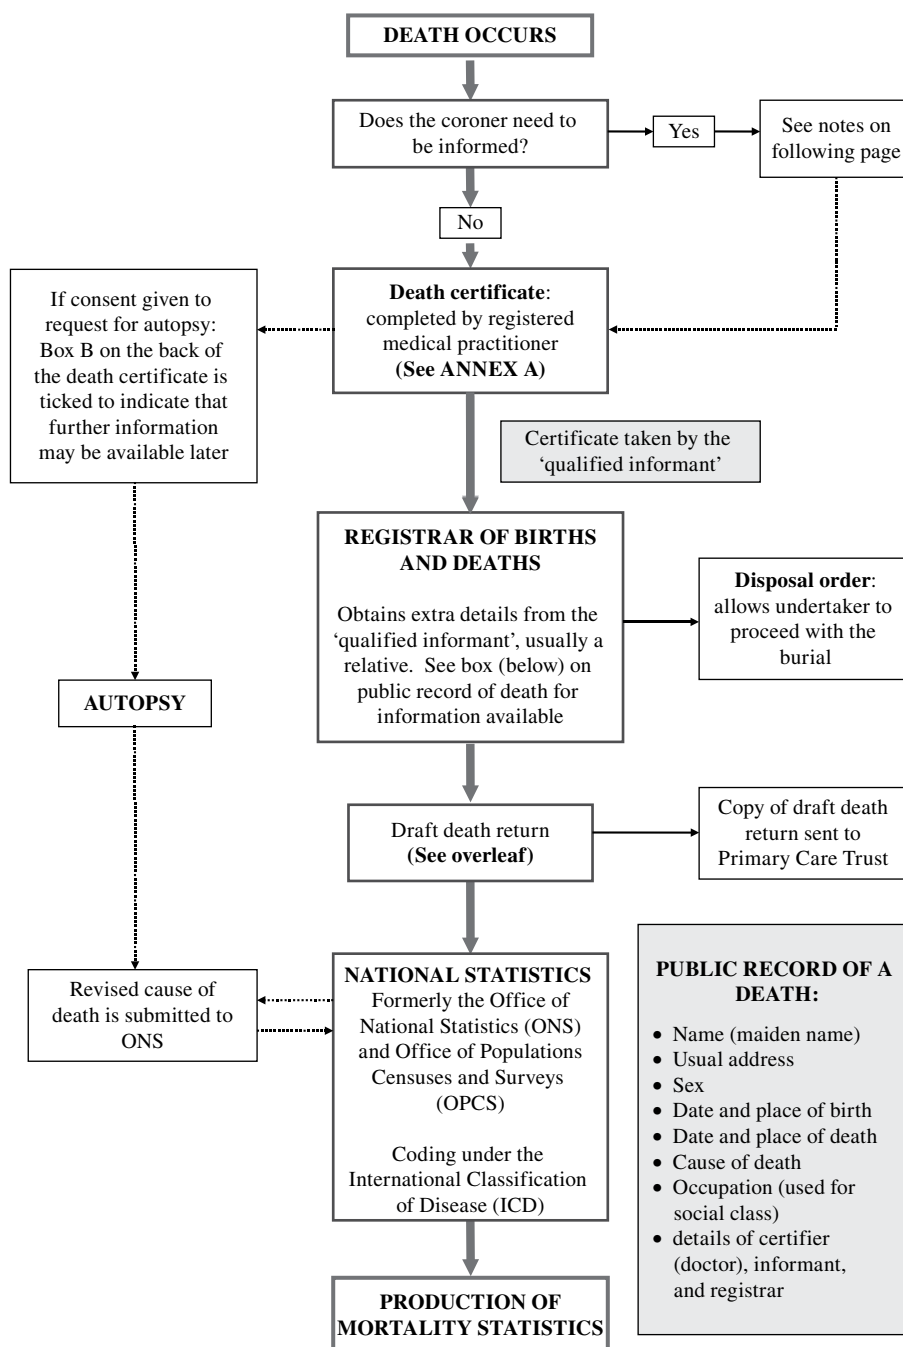 DEATH OCCURS
Does the coroner need to
be informed?
Yes
See notes on
following page
No
If consent given to
request for autopsy:
Box B on the back of
the death certificate is
ticked to indicate that
further information
may be available later
Death certificate:
completed by registered
medical practitioner
(See ANNEX A)
Certificate taken by the
‘qualified informant’
REGISTRAR OF BIRTHS
AND DEATHS
Obtains extra details from the
‘qualified informant’, usually a
relative. See box (below) on
public record of death for
information available
Disposal order:
allows undertaker to
proceed with the
burial
AUTOPSY
Draft death return
(See overleaf)
Copy of draft death
return sent to
Primary Care Trust
Revised cause of
death is submitted to
ONS
NATIONAL STATISTICS
Formerly the Office of
National Statistics (ONS)
and Office of Populations
Censuses and Surveys
(OPCS)
Coding under the
International Classification
of Disease (ICD)
PUBLIC RECORD OF A
DEATH:
• Name (maiden name)
• Usual address
• Sex
• Date and place of birth
• Date and place of death
• Cause of death
• Occupation (used for
social class)
• details of certifier
(doctor), informant,
and registrar
PRODUCTION OF
MORTALITY STATISTICS